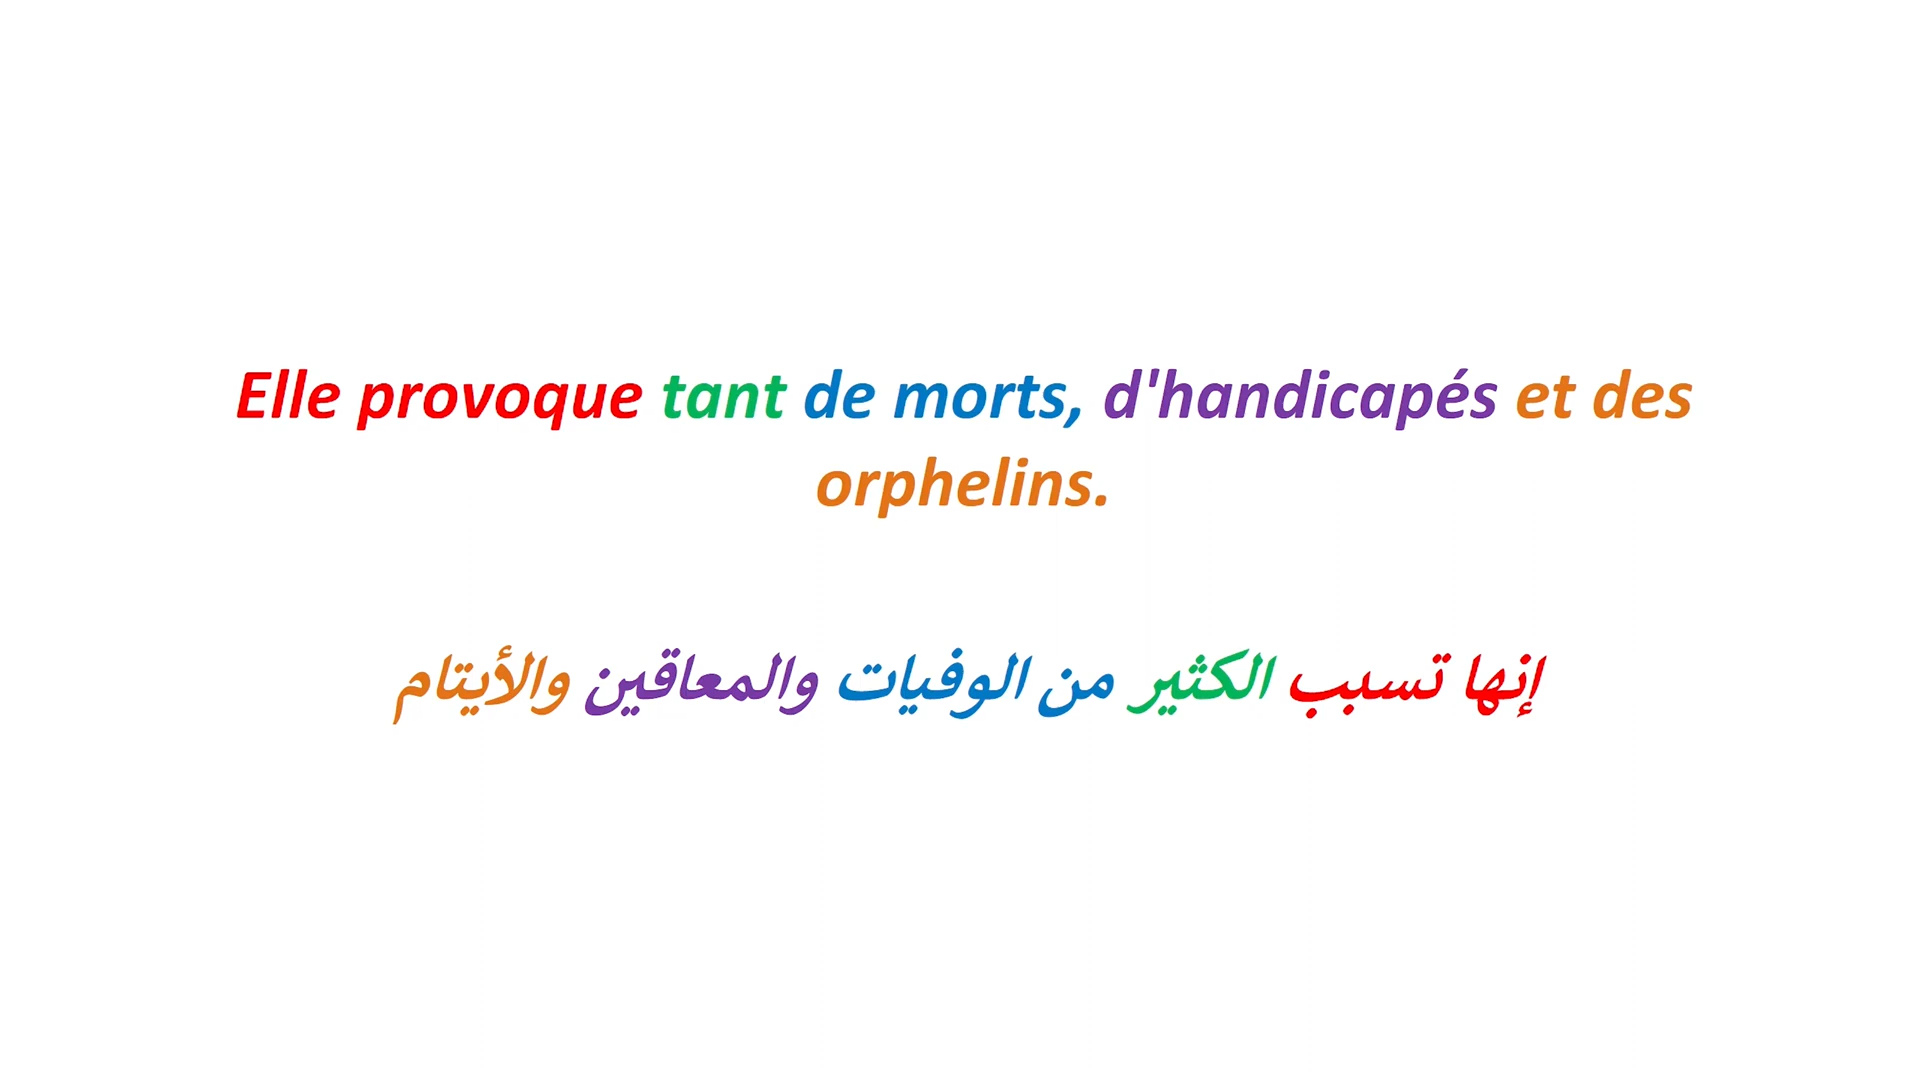 Elle provoque tant de morts, d'handicapés et des
orphelins.
إنها تسبب الكثير من الوفيات والمعاقين والأيتام